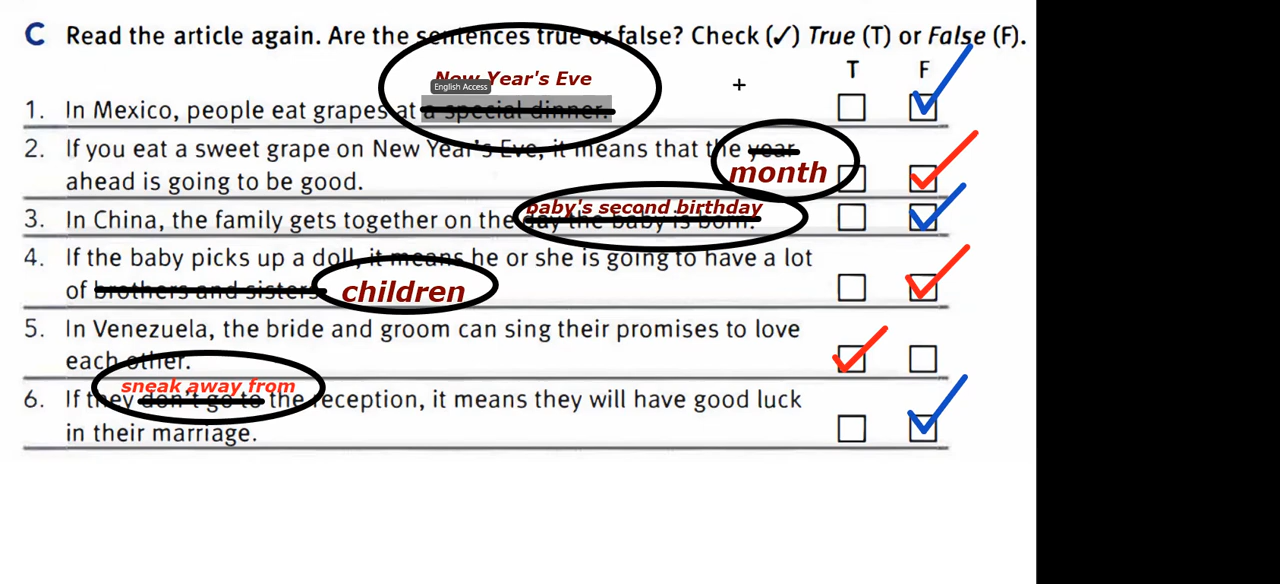 C Read the article again. Are the sentences true or false? Check (✓) True (T) or False (F).
New Year's Eve
English Access
T F
1. In Mexico, people eat grapes at a special dinner.
2. If you eat a sweet grape on New Year's Eve, it means that the year
month
ahead is going to be good.
baby's second birthday
3. In China, the family gets together on the day the baby is born.
4. If the baby picks up a doll, it means he or she is going to have a lot
of brothers and sisters. children
5. In Venezuela, the bride and groom can sing their promises to love
each other.
sneak away from
6. If they don't go to the reception, it means they will have good luck
in their marriage.